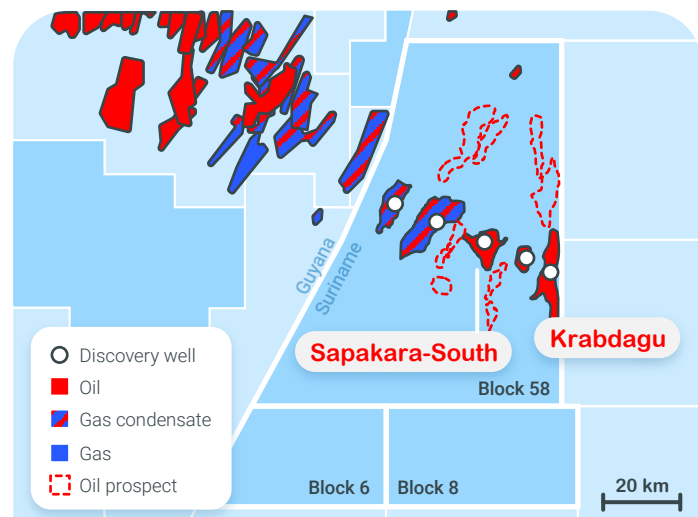 Guyana
Suriname
Sapakara-South
Krabdagu
Block 58
Discovery well
Oil
Gas condensate
Gas
Oil prospect
Block 6
Block 8
20 km